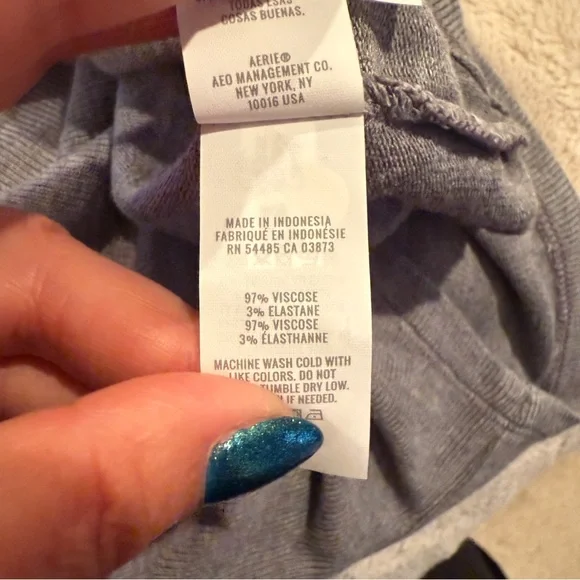 TODAS ESAS
COSAS BUENAS.
AERIE®
AEO MANAGEMENT CO.
NEW YORK, NY
10016 USA
MADE IN INDONESIA
FABRIQUÉ EN INDONÉSIE
RN 54485 CA 03873
97% VISCOSE
3% ELASTANE
97% VISCOSE
3% ÉLASTHANNE
MACHINE WASH COLD WITH
LIKE COLORS. DO NOT
TUMBLE DRY LOW.
IF NEEDED.